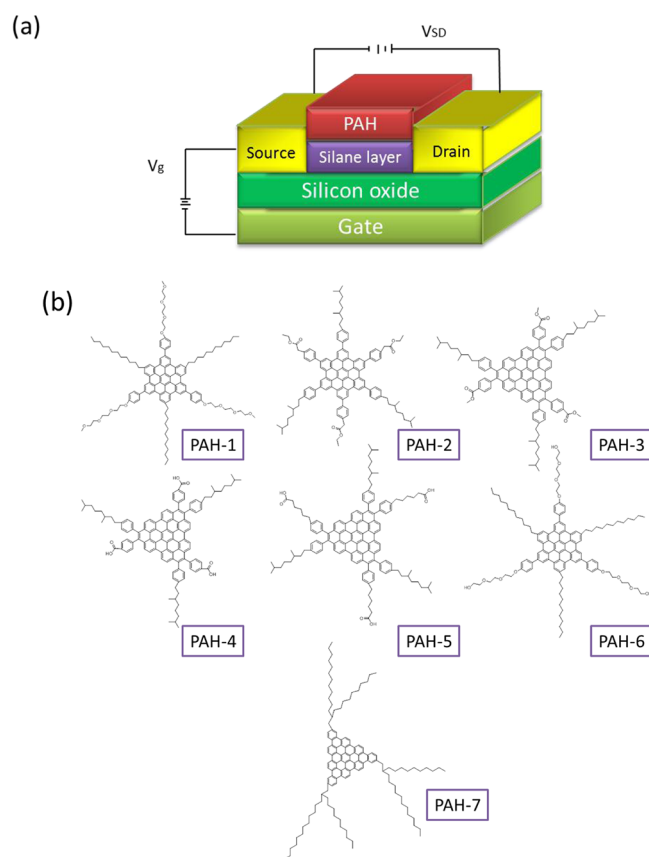 (a)
VSD
PAH
Source
Silane layer
Drain
Vg
Silicon oxide
Gate
(b)
PAH-1
PAH-2
PAH-3
PAH-4
PAH-5
PAH-6
PAH-7